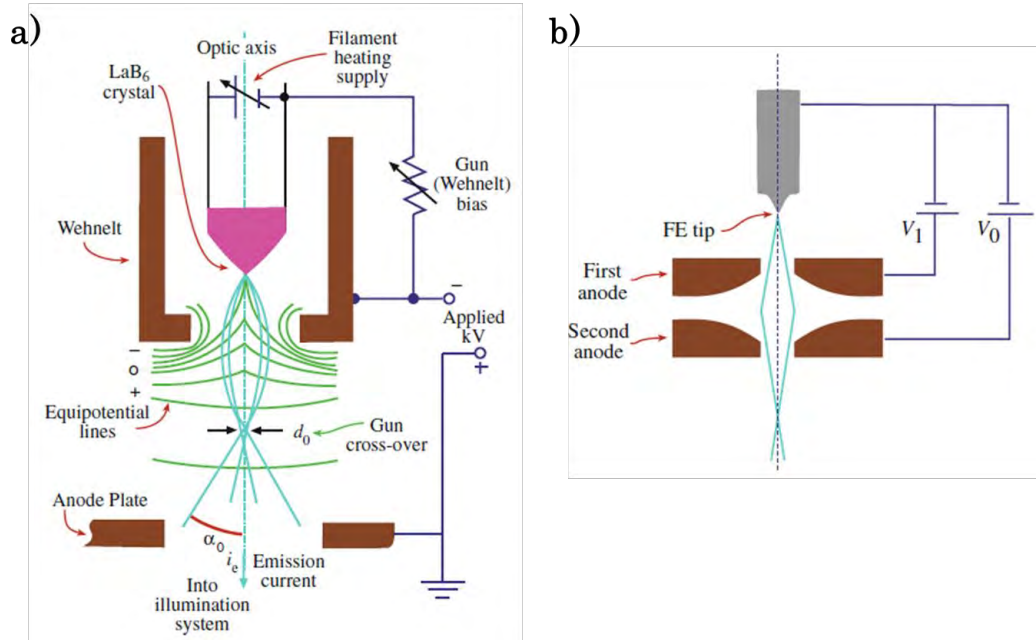 a)
Optic axis
Filament
heating
supply
LaB₆
crystal
Gun
(Wehnelt)
bias
Wehnelt
−
Applied
kV
+
−
o
+
Equipotential
lines
d₀
Gun
cross-over
Anode Plate
α₀
iₑ
Emission
current
Into
illumination
system
b)
FE tip
V₁
V₀
First
anode
Second
anode